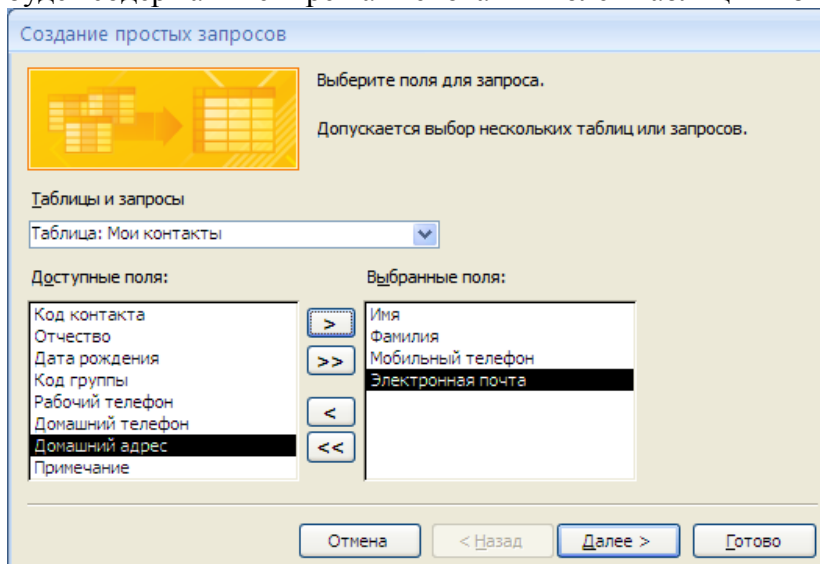 Создание простых запросов
Выберите поля для запроса.
Допускается выбор нескольких таблиц или запросов.
Таблицы и запросы
Таблица: Мои контакты
Доступные поля:
Выбранные поля:
Код контакта
Отчество
Дата рождения
Код группы
Рабочий телефон
Домашний телефон
Домашний адрес
Примечание
>
>>
<
<<
Имя
Фамилия
Мобильный телефон
Электронная почта
Отмена
< Назад
Далее >
Готово